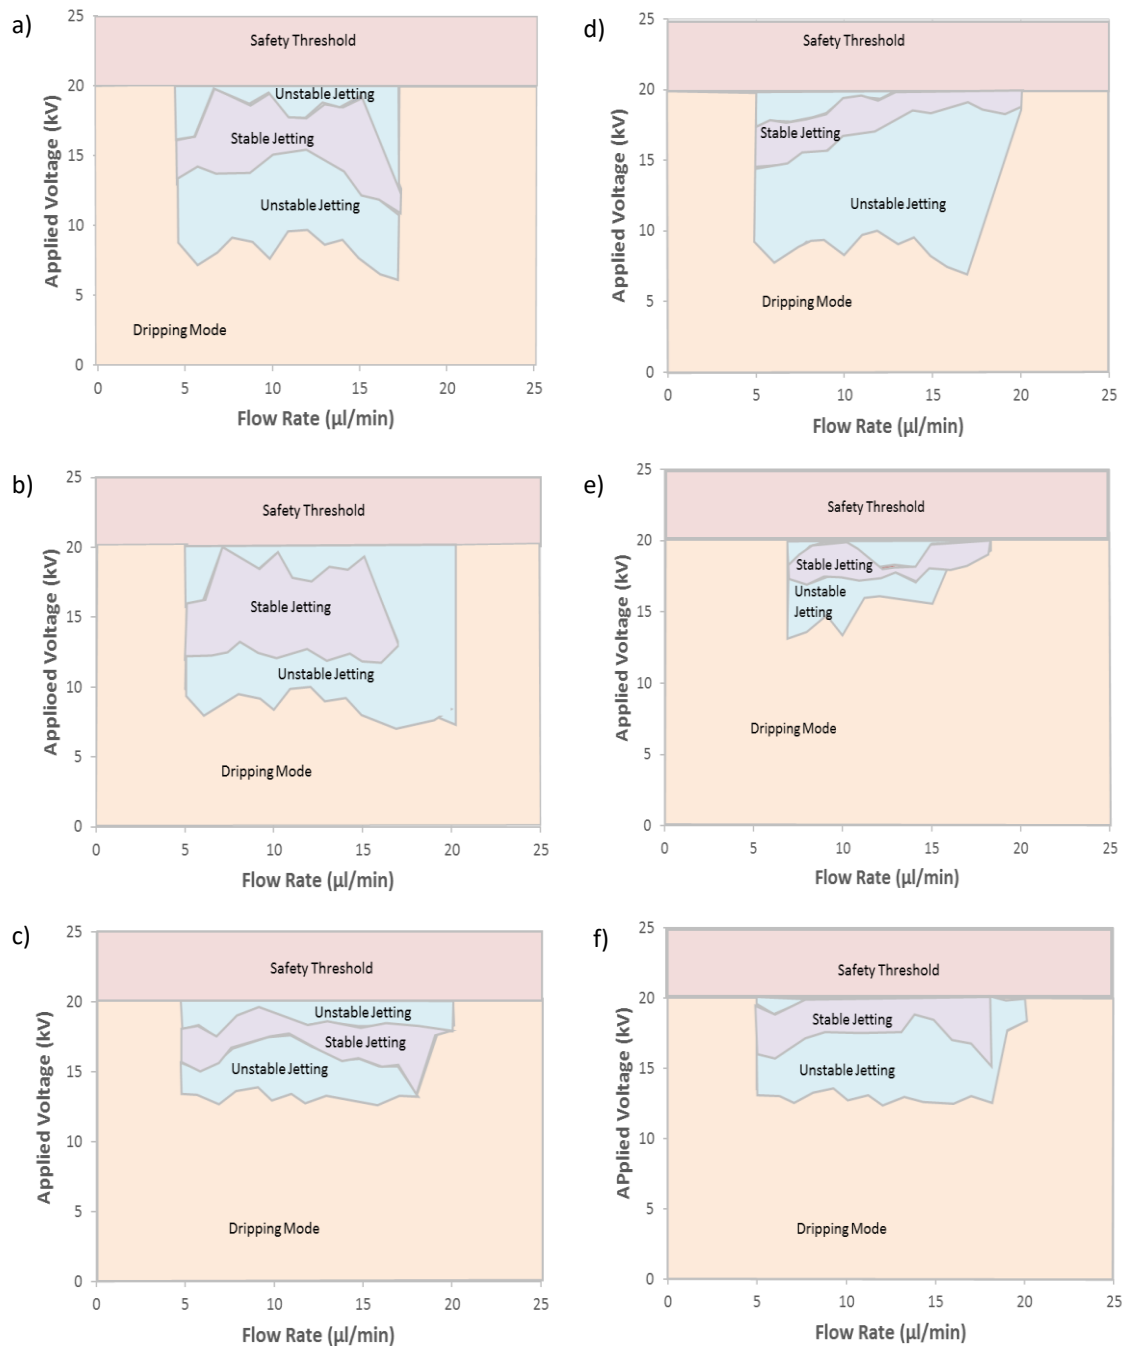 a)
25
20
15
10
5
0
Applied Voltage (kV)
Safety Threshold
Unstable Jetting
Stable Jetting
Unstable Jetting
Dripping Mode
0 5 10 15 20 25
Flow Rate (μl/min)
d)
25
20
15
10
5
0
Applied Voltage (kV)
Safety Threshold
Stable Jetting
Unstable Jetting
Dripping Mode
0 5 10 15 20 25
Flow Rate (μl/min)
b)
25
20
15
10
5
0
Applioed Voltage (kV)
Safety Threshold
Stable Jetting
Unstable Jetting
Dripping Mode
0 5 10 15 20 25
Flow Rate (μl/min)
e)
25
20
15
10
5
0
Applied Voltage (kV)
Safety Threshold
Stable Jetting
Unstable
Jetting
Dripping Mode
0 5 10 15 20 25
Flow Rate (μl/min)
c)
25
20
15
10
5
0
Applied Voltage (kV)
Safety Threshold
Unstable Jetting
Stable Jetting
Unstable Jetting
Dripping Mode
0 5 10 15 20 25
Flow Rate (μl/min)
f)
25
20
15
10
5
0
APplied Voltage (kV)
Safety Threshold
Stable Jetting
Unstable Jetting
Dripping Mode
0 5 10 15 20 25
Flow Rate (μl/min)